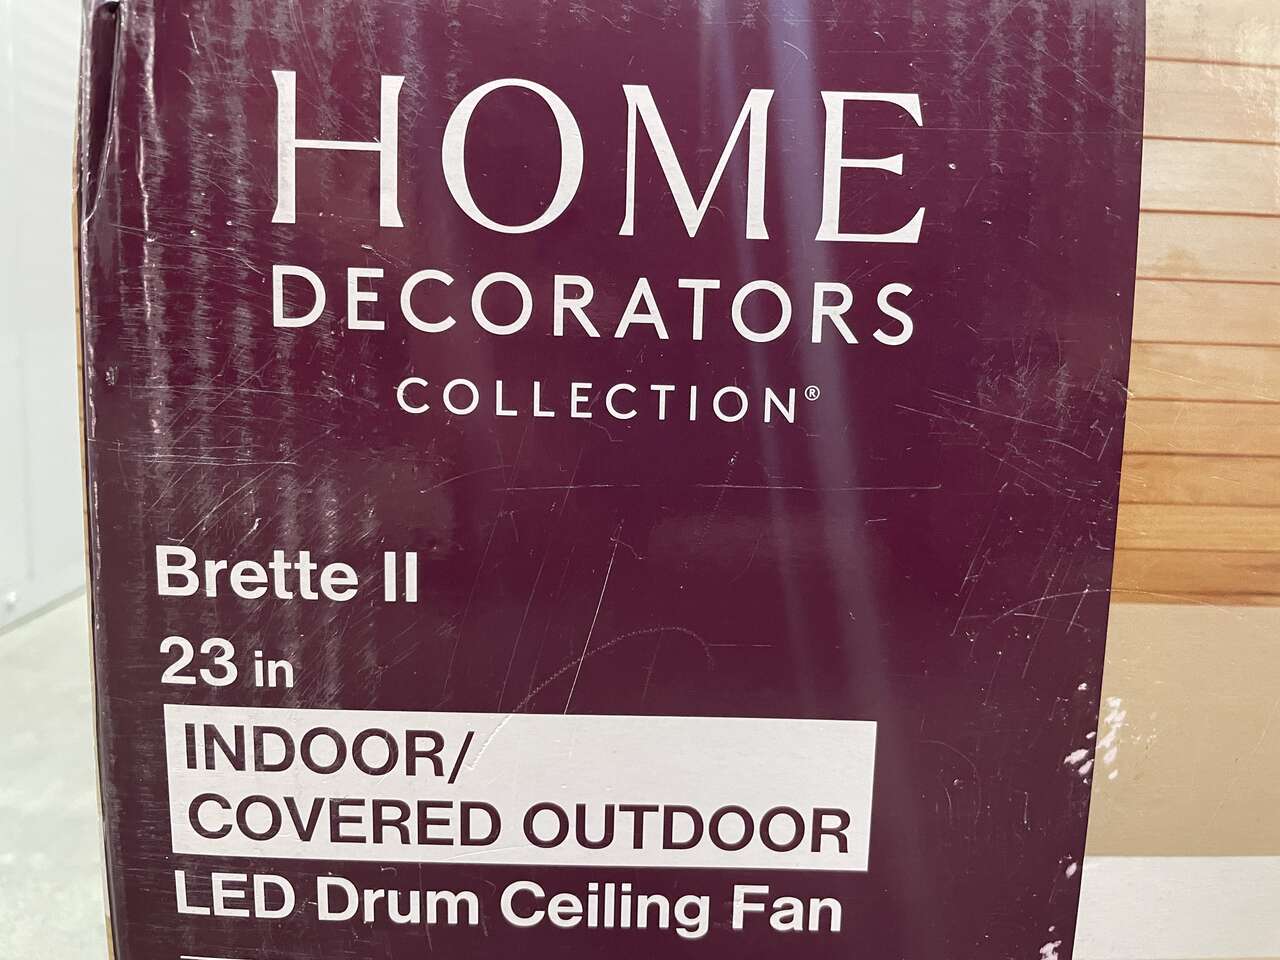 HOME
DECORATORS
COLLECTION®
Brette II
23 in
INDOOR/
COVERED OUTDOOR
LED Drum Ceiling Fan